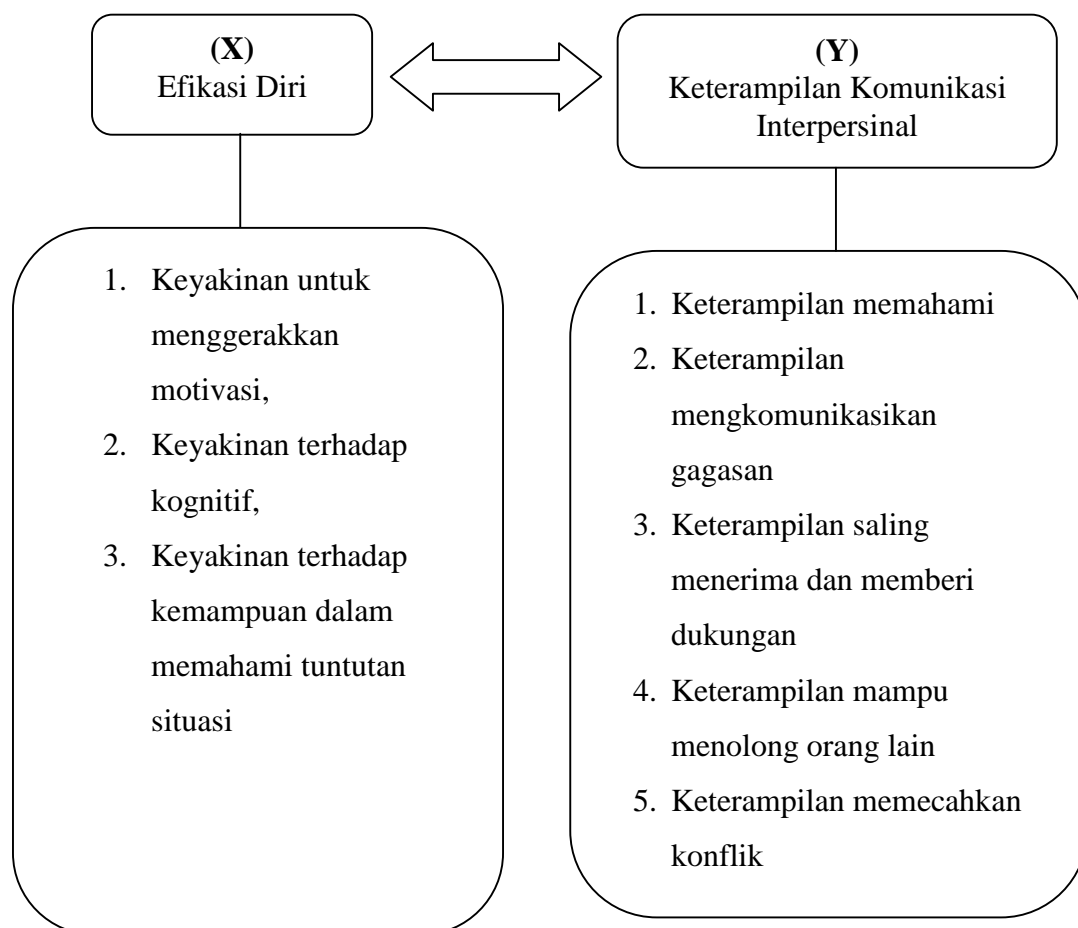 (X)
Efikasi Diri
(Y)
Keterampilan Komunikasi
Interpersinal
1. Keyakinan untuk
menggerakkan
motivasi,
2. Keyakinan terhadap
kognitif,
3. Keyakinan terhadap
kemampuan dalam
memahami tuntutan
situasi
1. Keterampilan memahami
2. Keterampilan
mengkomunikasikan
gagasan
3. Keterampilan saling
menerima dan memberi
dukungan
4. Keterampilan mampu
menolong orang lain
5. Keterampilan memecahkan
konflik